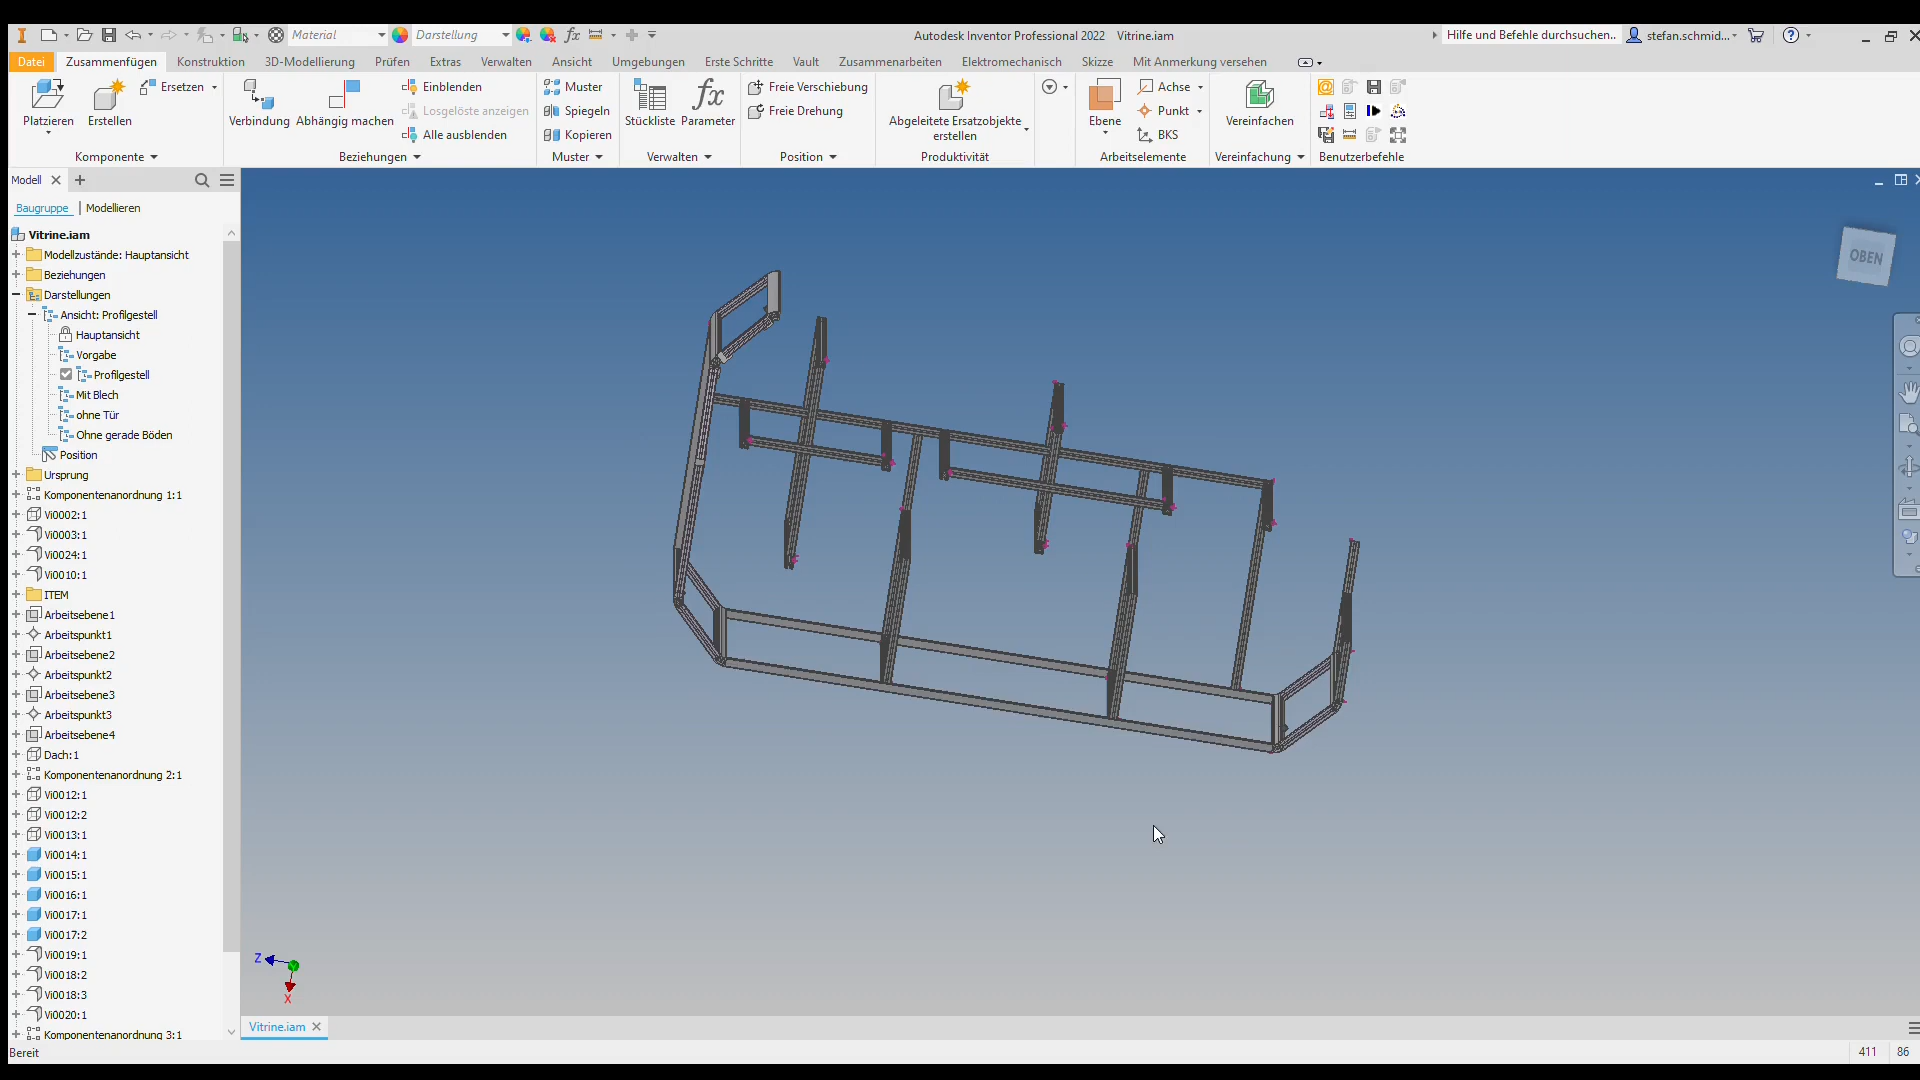 Material
Darstellung
Autodesk Inventor Professional 2022 Vitrine.iam
Hilfe und Befehle durchsuchen..
stefan.schmid...
Datei Zusammenfügen Konstruktion 3D-Modellierung Prüfen Extras Verwalten Ansicht Umgebungen Erste Schritte Vault Zusammenarbeiten Elektromechanisch Skizze Mit Anmerkung versehen
Platzieren
Erstellen
Ersetzen
Komponente
Verbindung
Abhängig machen
Einblenden
Losgelöste anzeigen
Alle ausblenden
Beziehungen
Muster
Spiegeln
Kopieren
Muster
Stückliste
Parameter
Verwalten
Freie Verschiebung
Freie Drehung
Position
Abgeleitete Ersatzobjekte
erstellen
Produktivität
Ebene
Achse
Punkt
BKS
Arbeitselemente
Vereinfachen
Vereinfachung
Benutzerbefehle
Modell
Baugruppe Modellieren
Vitrine.iam
Modellzustände: Hauptansicht
Beziehungen
Darstellungen
Ansicht: Profilgestell
Hauptansicht
Vorgabe
Profilgestell
Mit Blech
ohne Tür
Ohne gerade Böden
Position
Ursprung
Komponentenanordnung 1:1
Vi0002:1
Vi0003:1
Vi0024:1
Vi0010:1
ITEM
Arbeitsebene1
Arbeitspunkt1
Arbeitsebene2
Arbeitspunkt2
Arbeitsebene3
Arbeitspunkt3
Arbeitsebene4
Dach:1
Komponentenanordnung 2:1
Vi0012:1
Vi0012:2
Vi0013:1
Vi0014:1
Vi0015:1
Vi0016:1
Vi0017:1
Vi0017:2
Vi0019:1
Vi0018:2
Vi0018:3
Vi0020:1
Komponentenanordnung 3:1
OBEN
Z
X
Vitrine.iam
Bereit
411 86